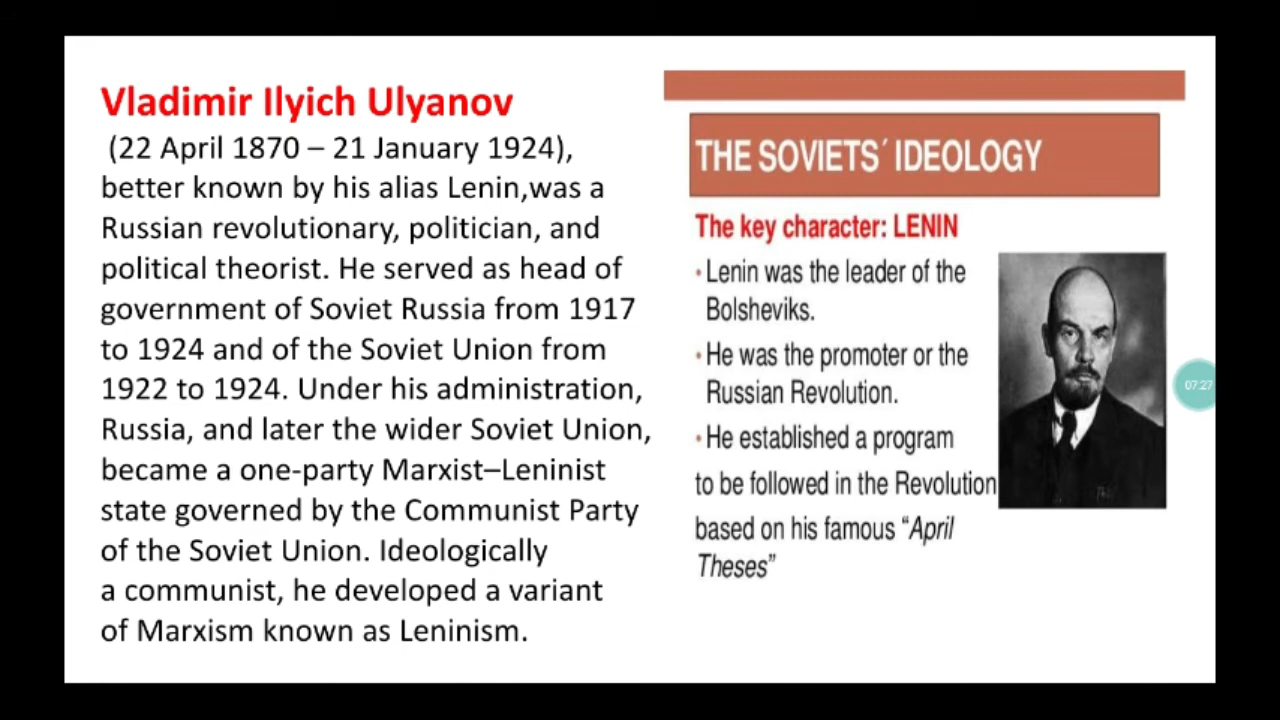 Vladimir Ilyich Ulyanov
(22 April 1870 – 21 January 1924),
better known by his alias Lenin,was a
Russian revolutionary, politician, and
political theorist. He served as head of
government of Soviet Russia from 1917
to 1924 and of the Soviet Union from
1922 to 1924. Under his administration,
Russia, and later the wider Soviet Union,
became a one-party Marxist–Leninist
state governed by the Communist Party
of the Soviet Union. Ideologically
a communist, he developed a variant
of Marxism known as Leninism.
THE SOVIETS´ IDEOLOGY
The key character: LENIN
•Lenin was the leader of the
Bolsheviks.
•He was the promoter or the
Russian Revolution.
•He established a program
to be followed in the Revolution
based on his famous “April
Theses”
07:27